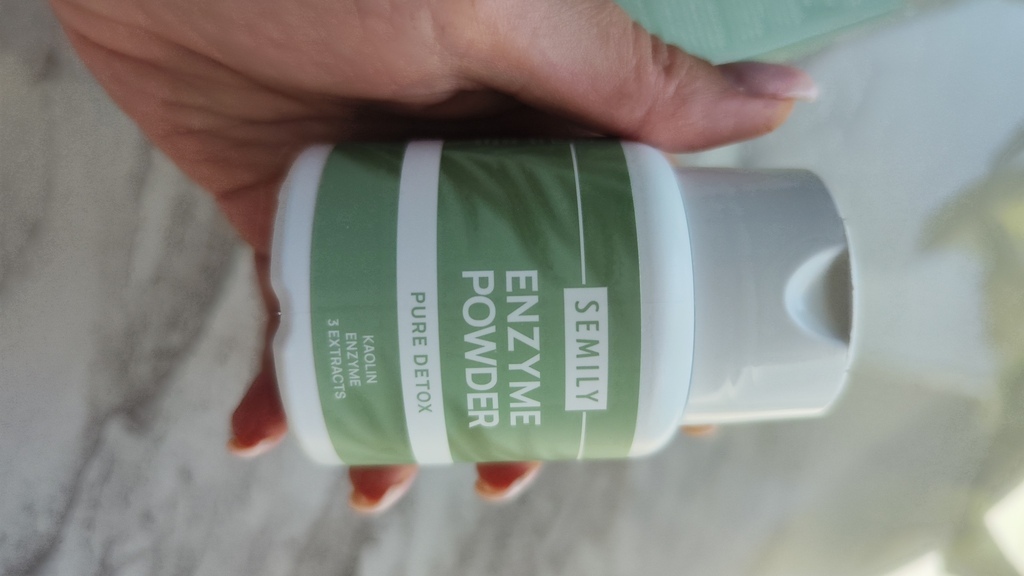 SEMILY
ENZYME
POWDER
PURE DETOX
KAOLIN
ENZYME
3 EXTRACTS